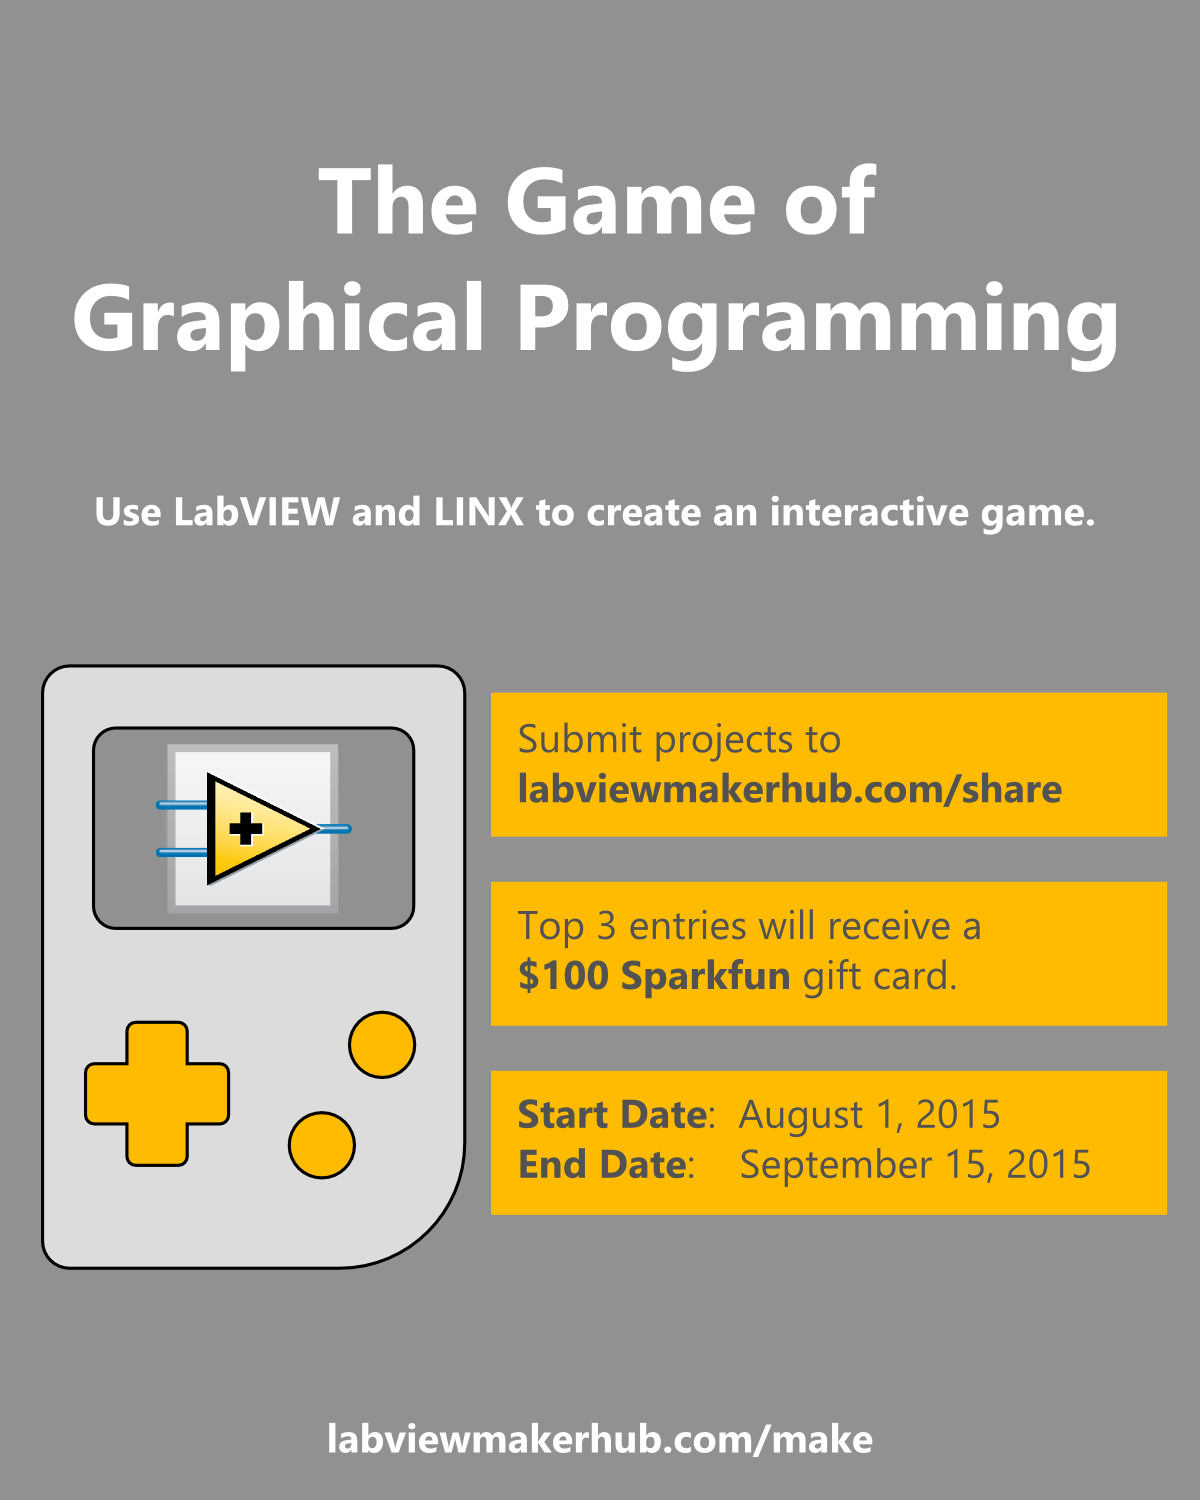 The Game of
Graphical Programming
Use LabVIEW and LINX to create an interactive game.
Submit projects to
labviewmakerhub.com/share
Top 3 entries will receive a
$100 Sparkfun gift card.
Start Date: August 1, 2015
End Date: September 15, 2015
labviewmakerhub.com/make